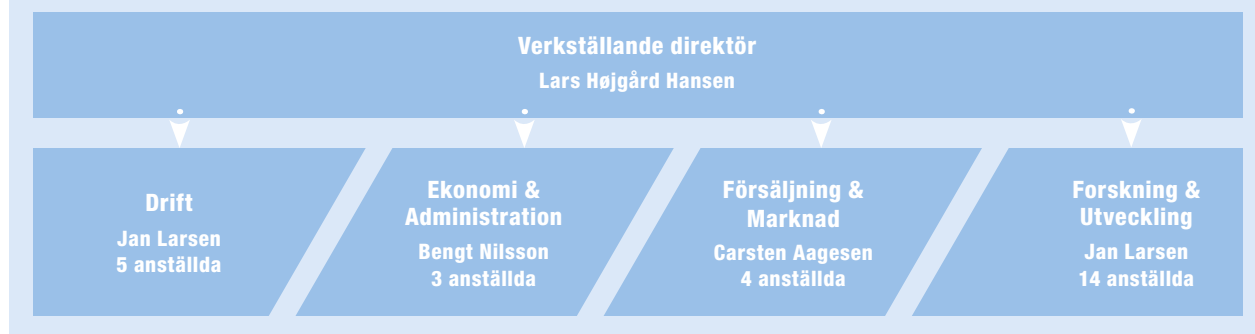 Verkställande direktör
Lars Højgård Hansen
Drift
Jan Larsen
5 anställda
Ekonomi &
Administration
Bengt Nilsson
3 anställda
Försäljning &
Marknad
Carsten Aagesen
4 anställda
Forskning &
Utveckling
Jan Larsen
14 anställda